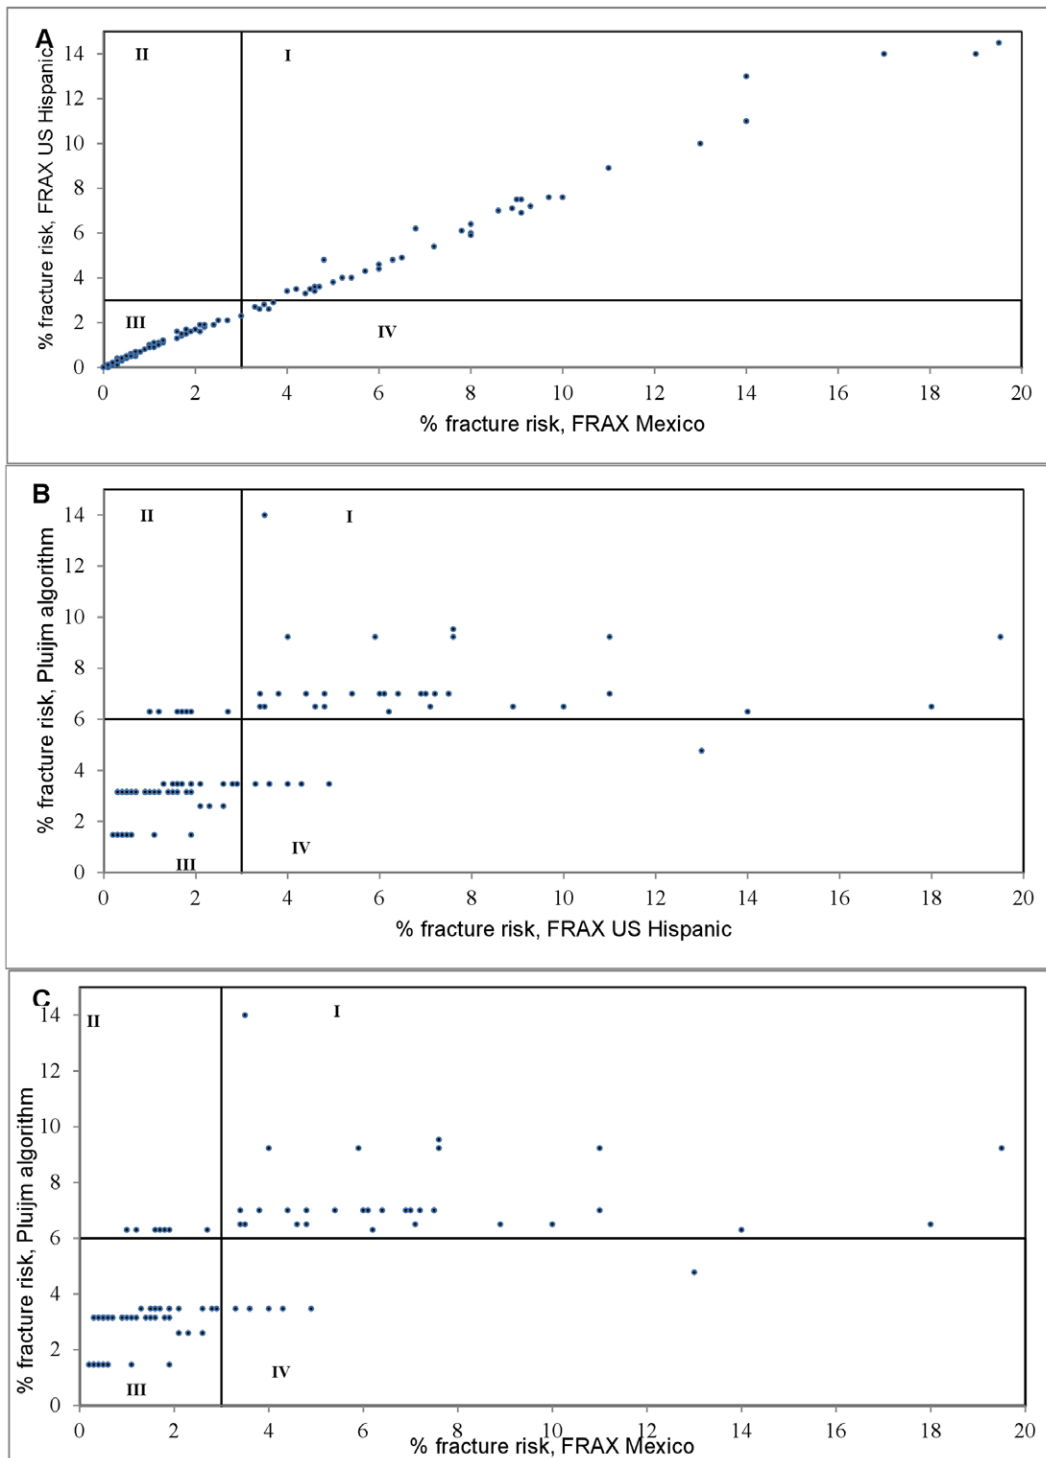 A
% fracture risk, FRAX US Hispanic
14
12
10
8
6
4
2
0
II
I
III
IV
0 2 4 6 8 10 12 14 16 18 20
% fracture risk, FRAX Mexico
B
% fracture risk, Pluijm algorithm
14
12
10
8
6
4
2
0
II
I
III
IV
0 2 4 6 8 10 12 14 16 18 20
% fracture risk, FRAX US Hispanic
C
% fracture risk, Pluijm algorithm
14
12
10
8
6
4
2
0
II
I
III
IV
0 2 4 6 8 10 12 14 16 18 20
% fracture risk, FRAX Mexico